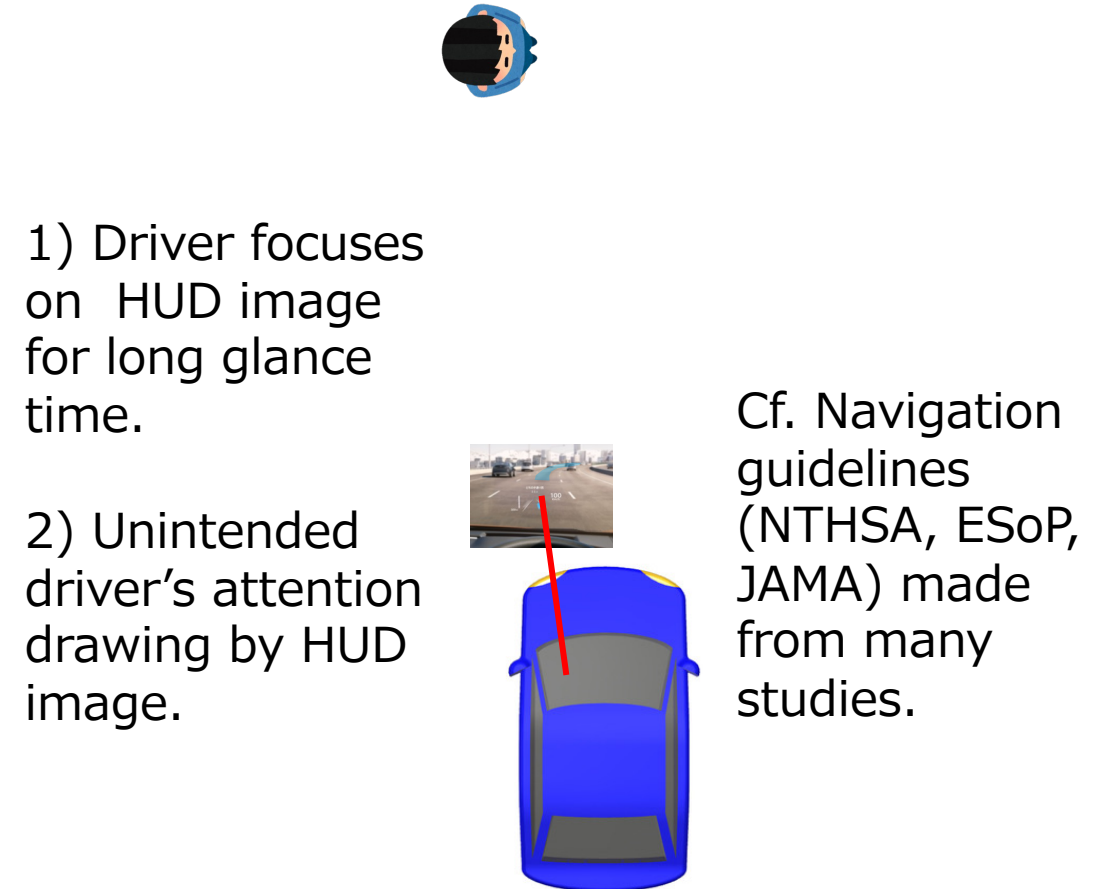 1) Driver focuses
on  HUD image
for long glance
time.
2) Unintended
driver’s attention
drawing by HUD
image.
Cf. Navigation
guidelines
(NTHSA, ESoP,
JAMA) made
from many
studies.
100